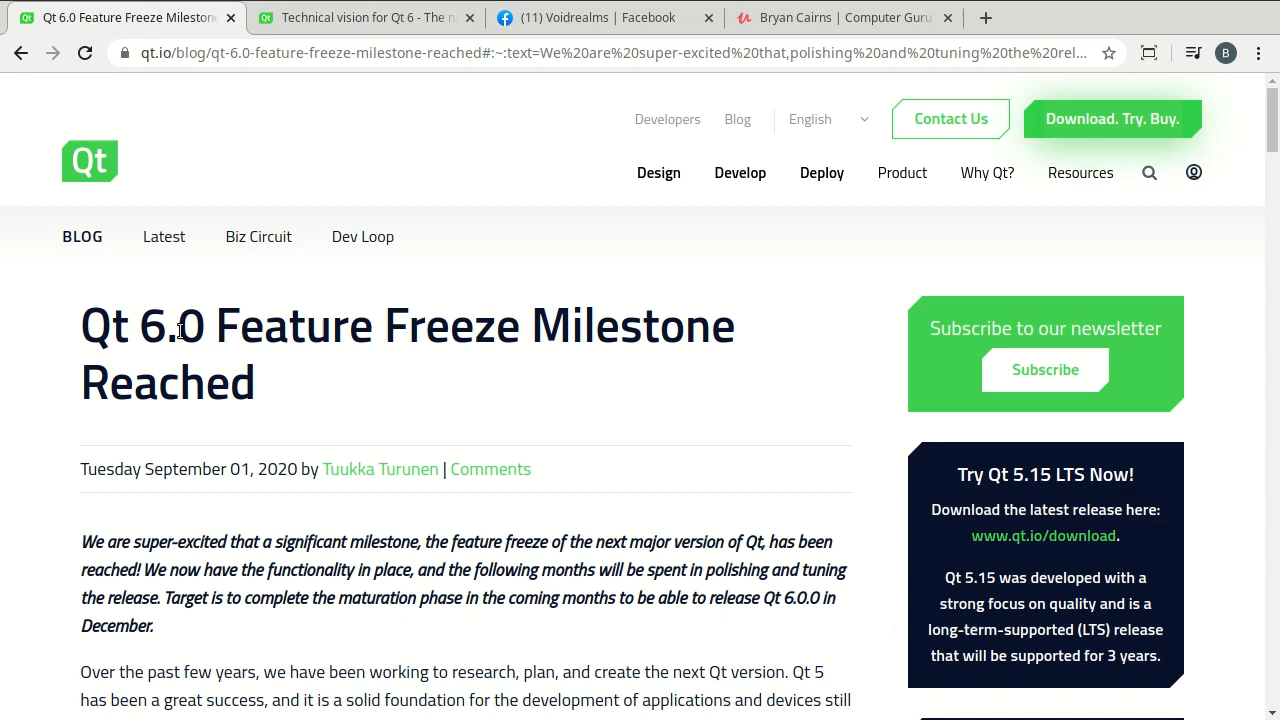 Qt 6.0 Feature Freeze Milestone
Technical vision for Qt 6 - The n
(11) Voidrealms | Facebook
Bryan Cairns | Computer Guru
qt.io/blog/qt-6.0-feature-freeze-milestone-reached#:~:text=We%20are%20super-excited%20that,polishing%20and%20tuning%20the%20rel...
B
Developers
Blog
English
Contact Us
Download. Try. Buy.
Qt
Design
Develop
Deploy
Product
Why Qt?
Resources
BLOG
Latest
Biz Circuit
Dev Loop
Qt 6.0 Feature Freeze Milestone
Reached
Tuesday September 01, 2020 by Tuukka Turunen | Comments
We are super-excited that a significant milestone, the feature freeze of the next major version of Qt, has been
reached! We now have the functionality in place, and the following months will be spent in polishing and tuning
the release. Target is to complete the maturation phase in the coming months to be able to release Qt 6.0.0 in
December.
Over the past few years, we have been working to research, plan, and create the next Qt version. Qt 5
has been a great success, and it is a solid foundation for the development of applications and devices still
Subscribe to our newsletter
Subscribe
Try Qt 5.15 LTS Now!
Download the latest release here:
www.qt.io/download.
Qt 5.15 was developed with a
strong focus on quality and is a
long-term-supported (LTS) release
that will be supported for 3 years.